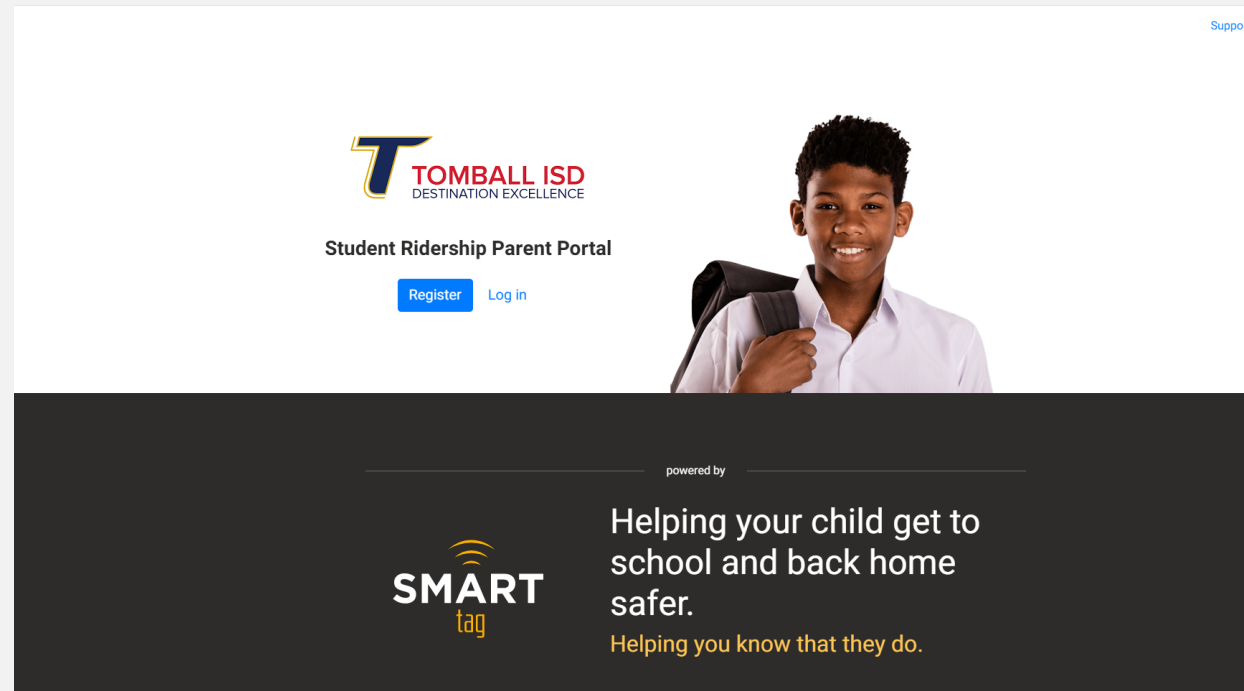 TOMBALL ISD
DESTINATION EXCELLENCE
Student Ridership Parent Portal
Register Log in
powered by
SMART
tag
Helping your child get to
school and back home
safer.
Helping you know that they do.